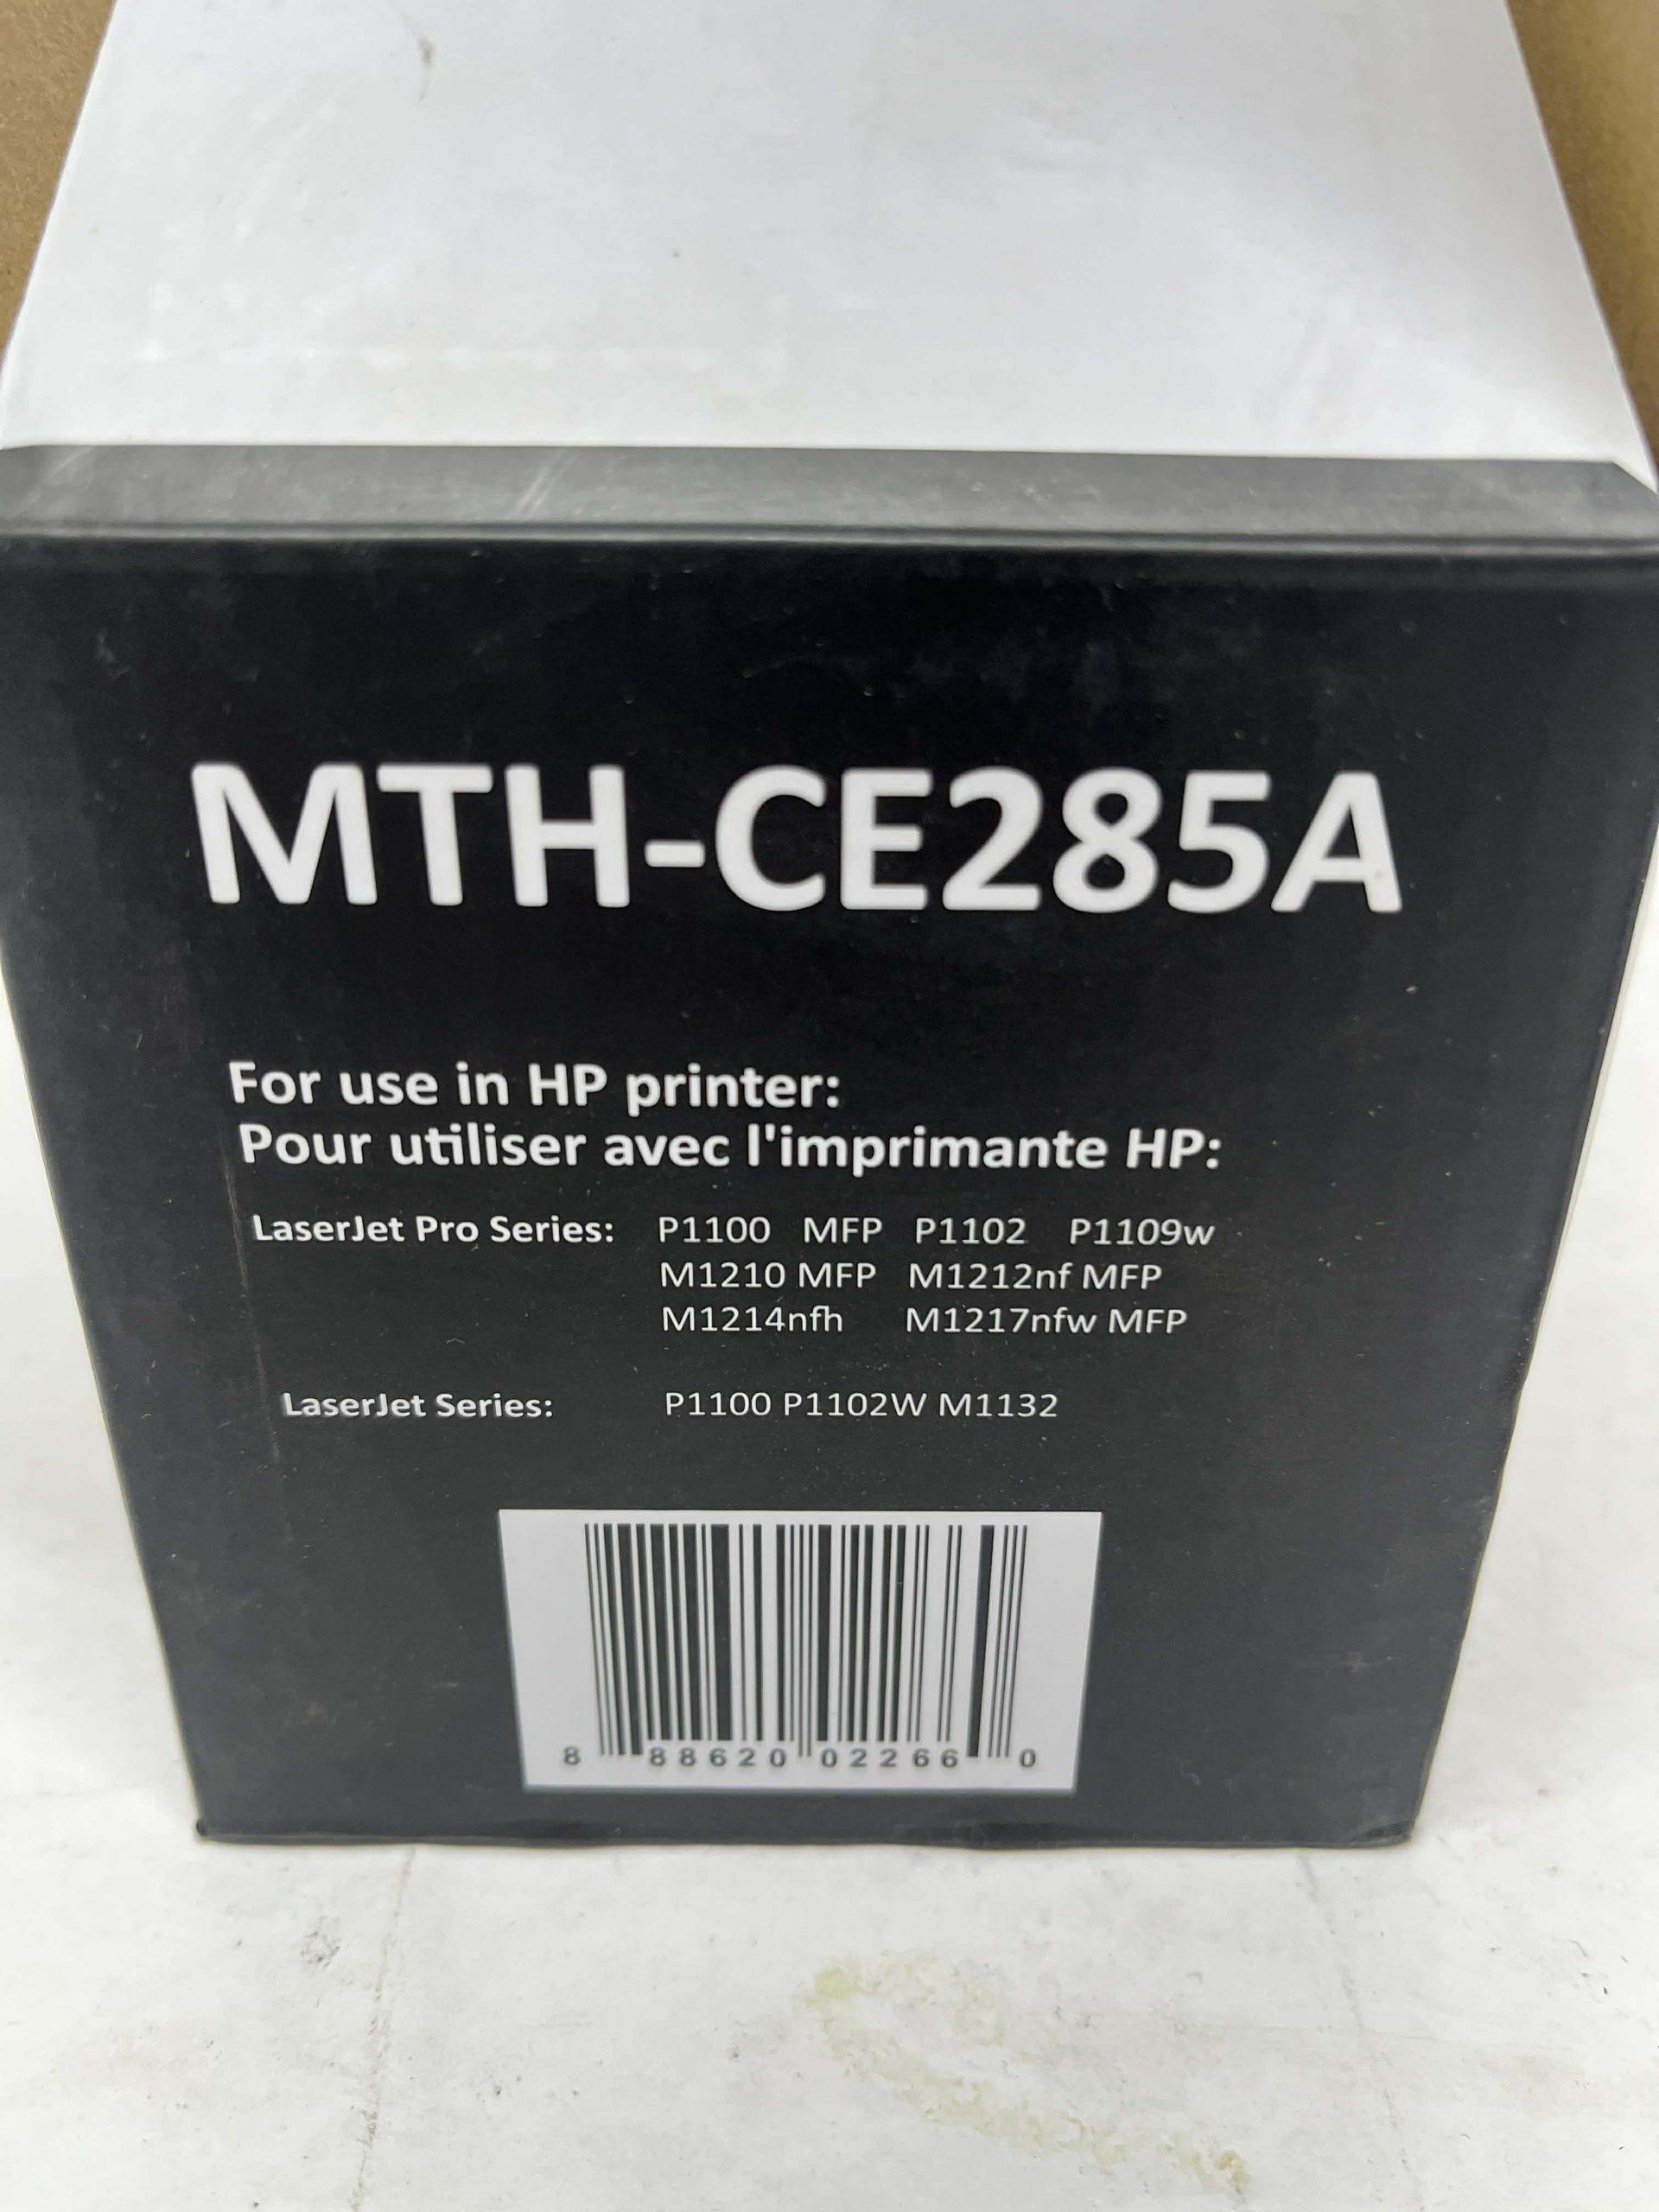 MTH-CE285A
For use in HP printer:
Pour utiliser avec l'imprimante HP:
LaserJet Pro Series: P1100 MFP P1102 P1109w
M1210 MFP M1212nf MFP
M1214nfh M1217nfw MFP
LaserJet Series: P1100 P1102W M1132
8 88620 02266 0